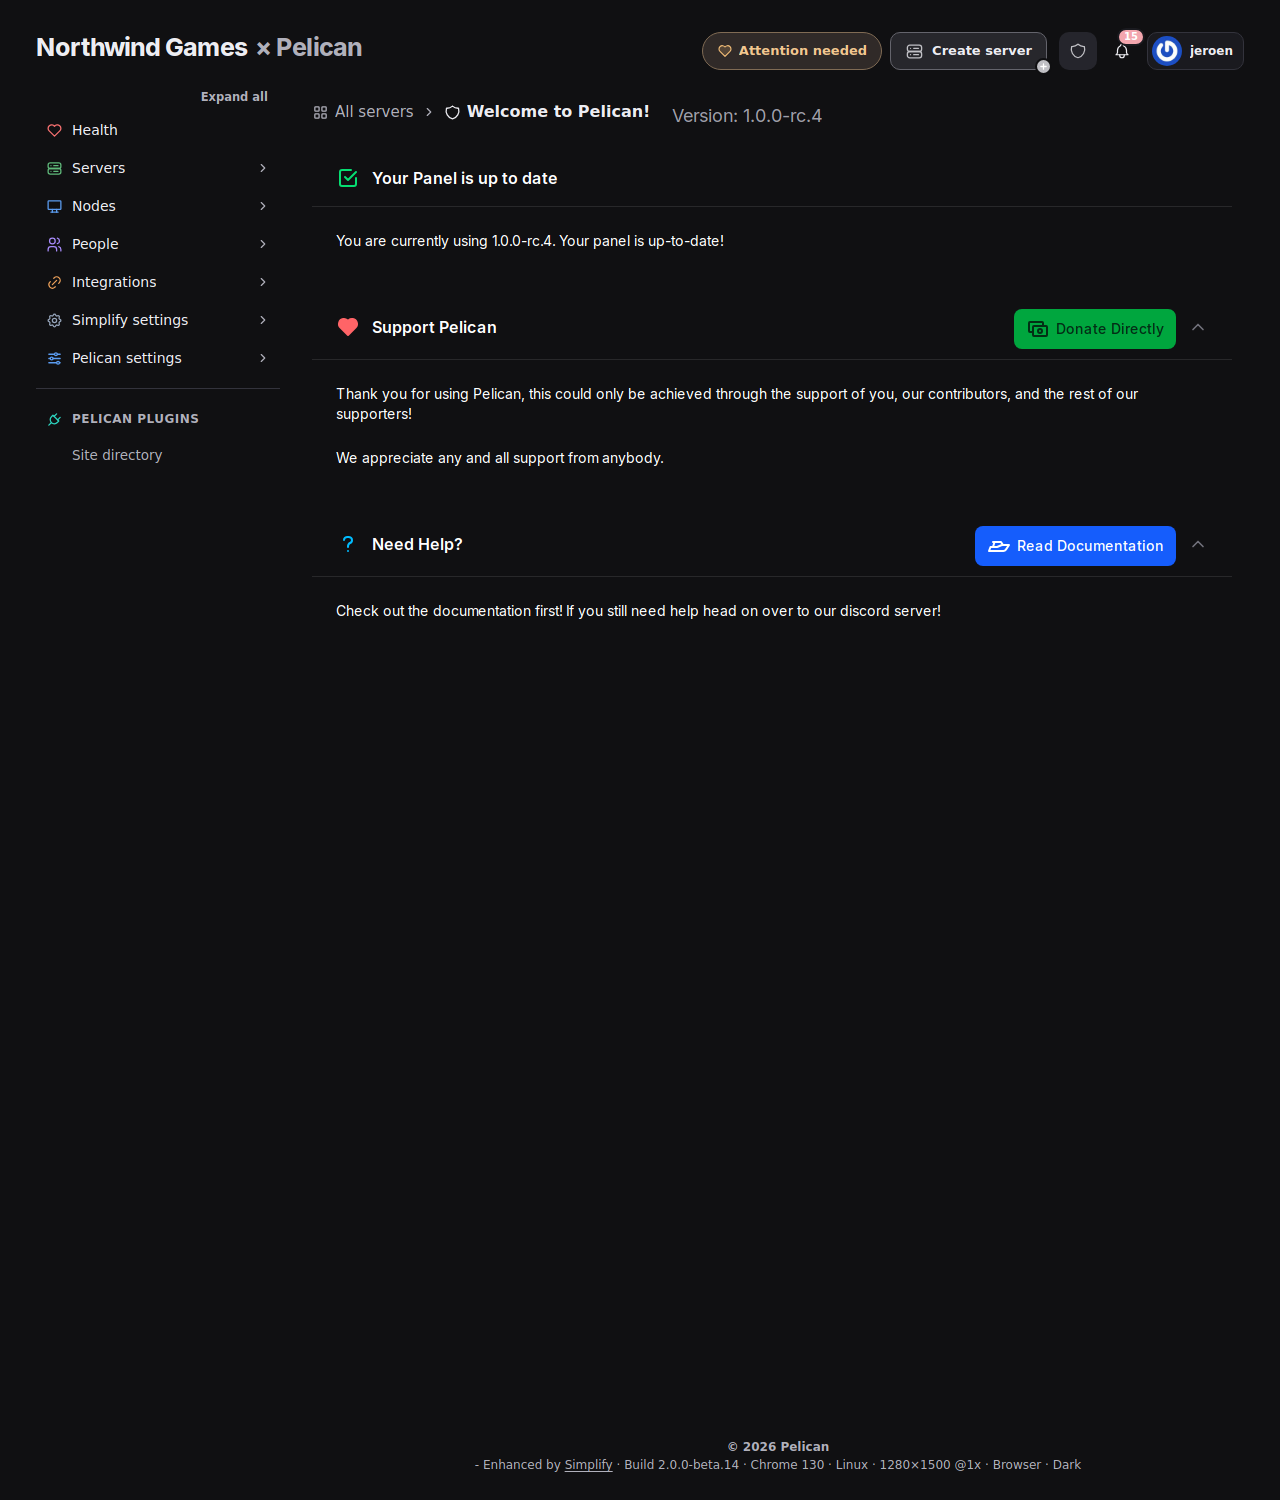 Northwind Games × Pelican
Attention needed
Create server
15
jeroen
Expand all
Health
Servers
Nodes
People
Integrations
Simplify settings
Pelican settings
PELICAN PLUGINS
Site directory
All servers
Welcome to Pelican!
Version: 1.0.0-rc.4
Your Panel is up to date
You are currently using 1.0.0-rc.4. Your panel is up-to-date!
Support Pelican
Donate Directly
Thank you for using Pelican, this could only be achieved through the support of you, our contributors, and the rest of our
supporters!
We appreciate any and all support from anybody.
Need Help?
Read Documentation
Check out the documentation first! If you still need help head on over to our discord server!
© 2026 Pelican
- Enhanced by Simplify · Build 2.0.0-beta.14 · Chrome 130 · Linux · 1280×1500 @1x · Browser · Dark